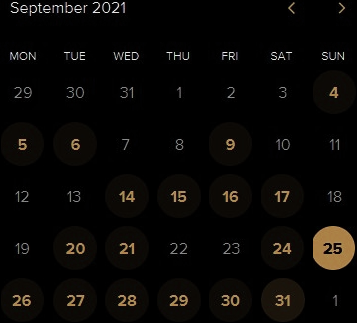 September 2021
MON TUE WED THU FRI SAT SUN
29 30 31 1 2 3 4
5 6 7 8 9 10 11
12 13 14 15 16 17 18
19 20 21 22 23 24 25
26 27 28 29 30 31 1